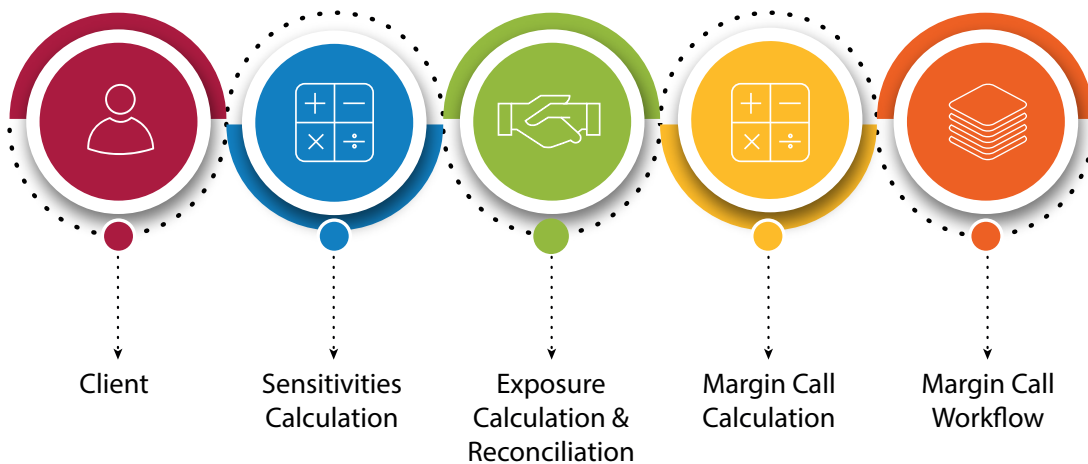 Client
Sensitivities
Calculation
Exposure
Calculation &
Reconciliation
Margin Call
Calculation
Margin Call
Workflow